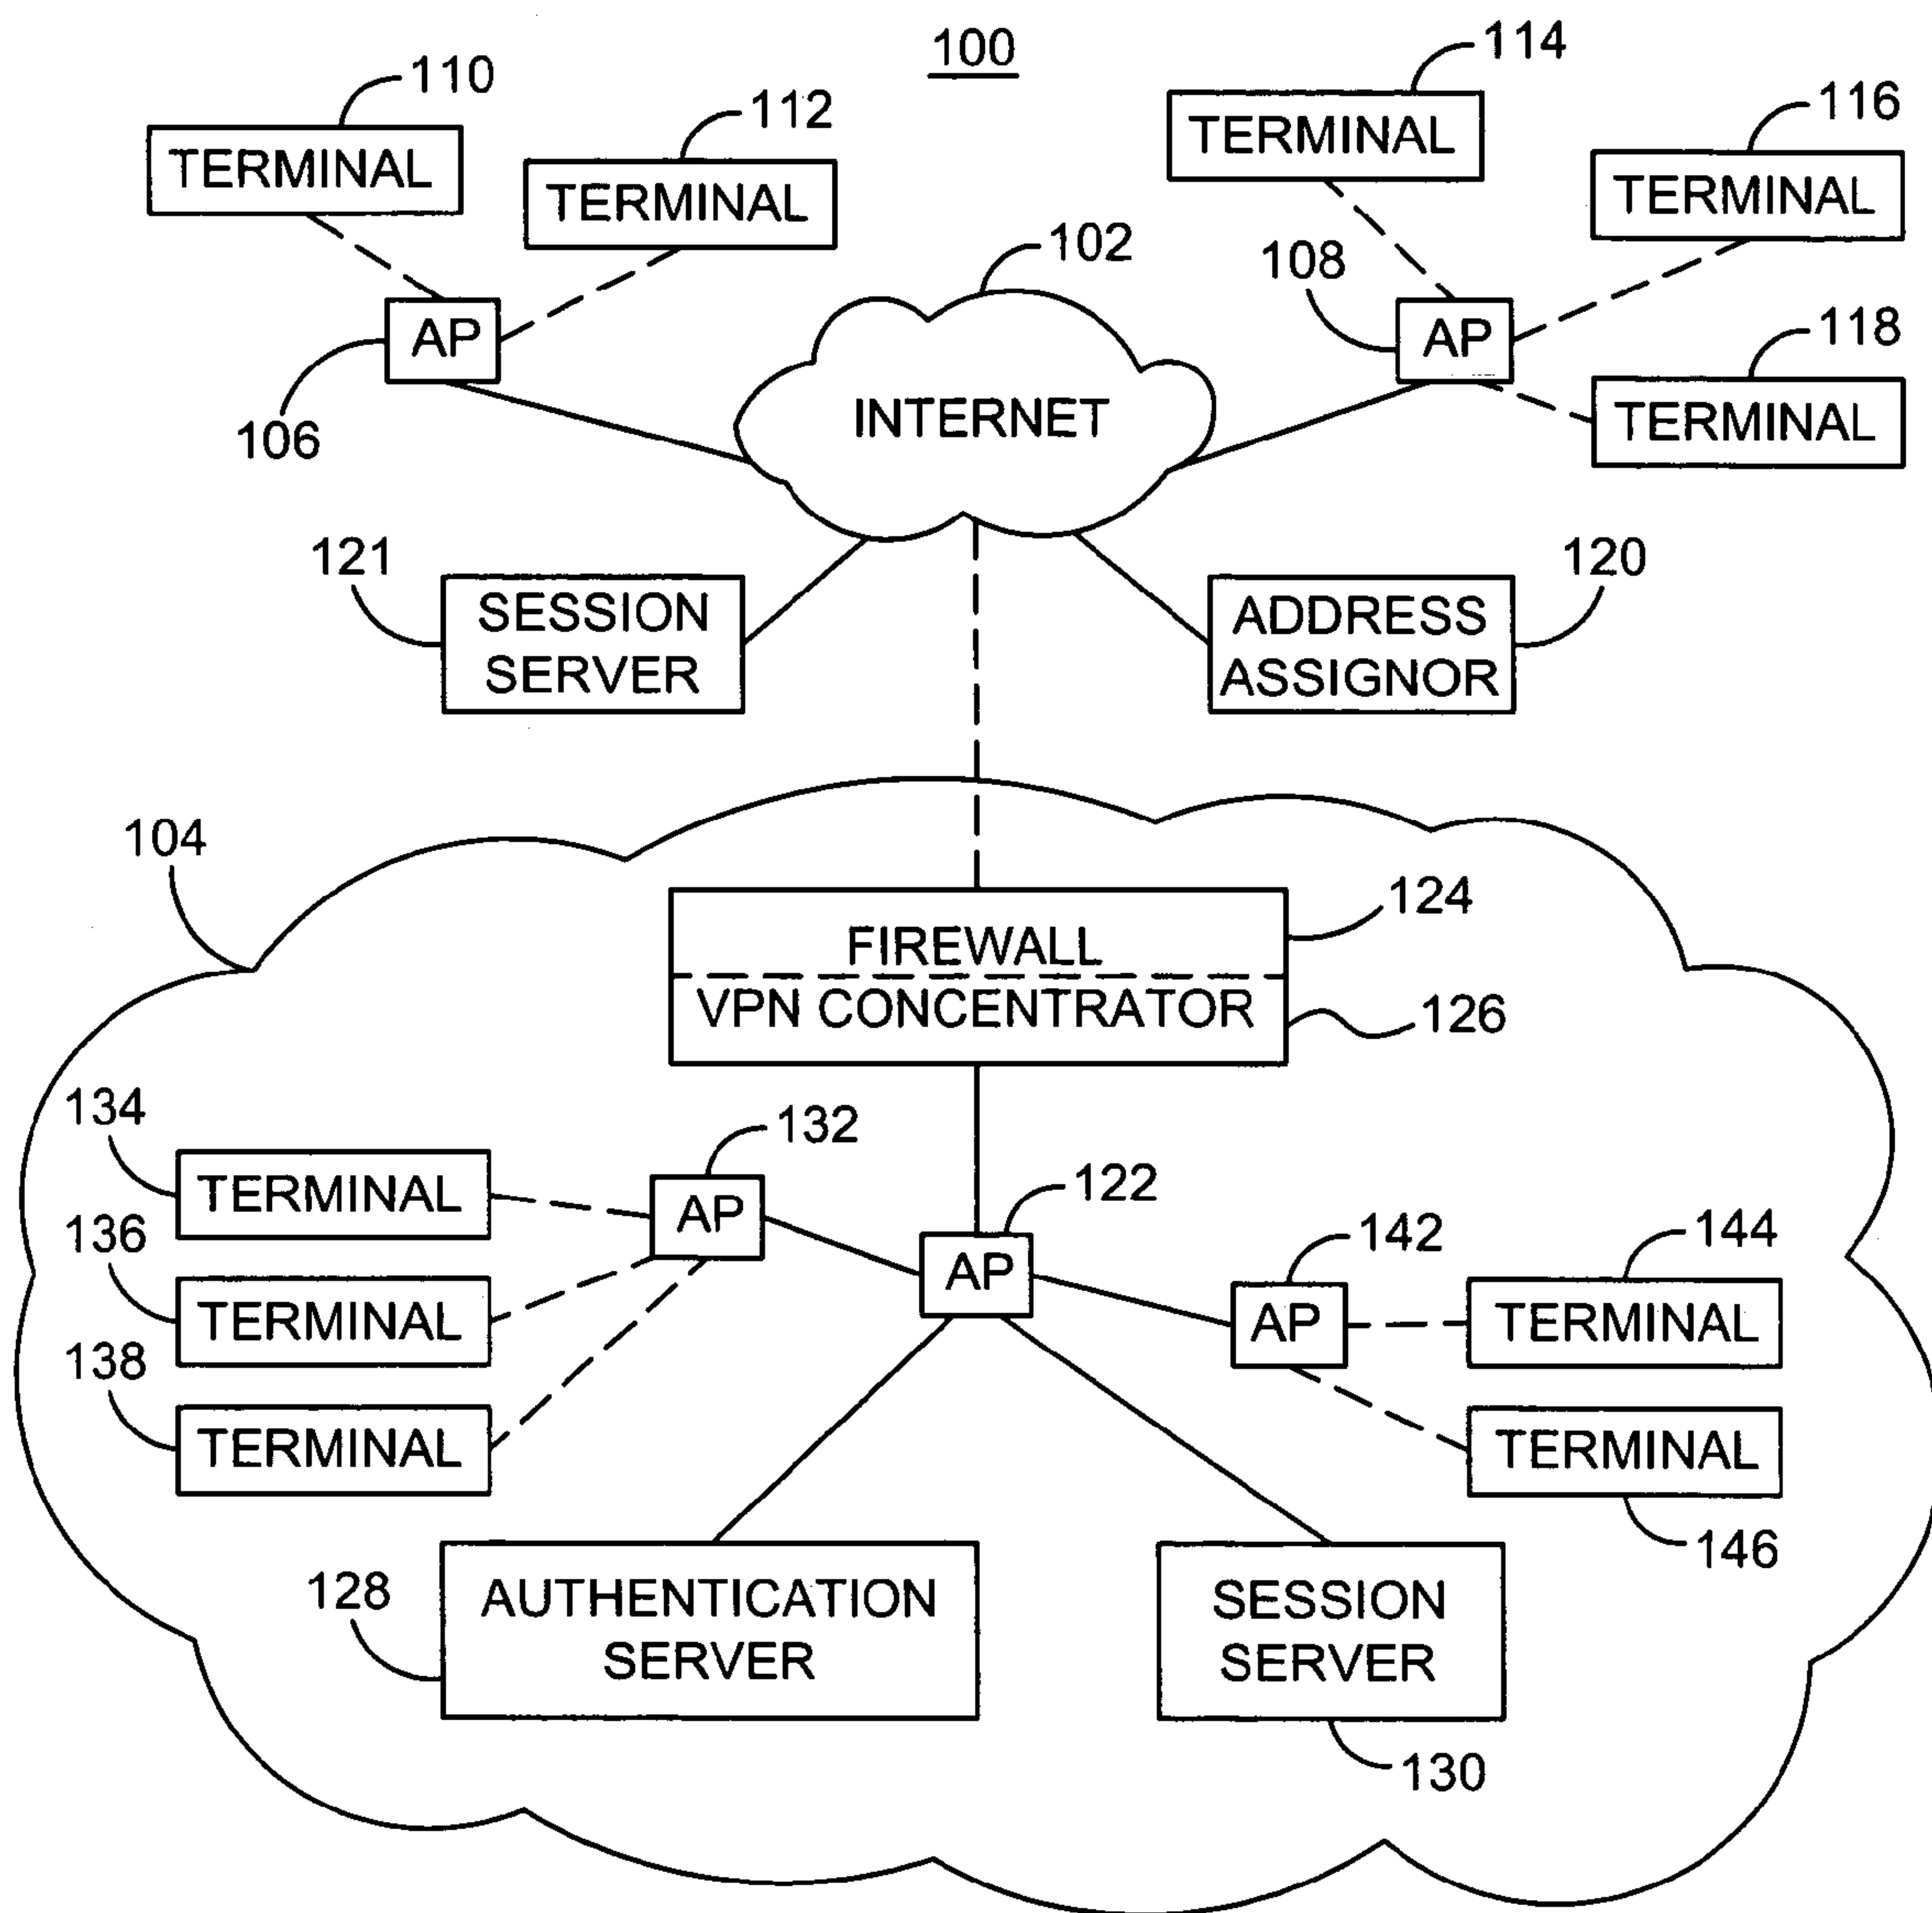 100
110
112
114
116
TERMINAL
TERMINAL
TERMINAL
TERMINAL
102
108
AP
AP
118
106
INTERNET
TERMINAL
121
SESSION
SERVER
ADDRESS
ASSIGNOR
120
104
FIREWALL
124
VPN CONCENTRATOR
126
134
TERMINAL
132
AP
122
AP
136
TERMINAL
142
AP
144
TERMINAL
138
TERMINAL
TERMINAL
146
128
AUTHENTICATION
SERVER
SESSION
SERVER
130